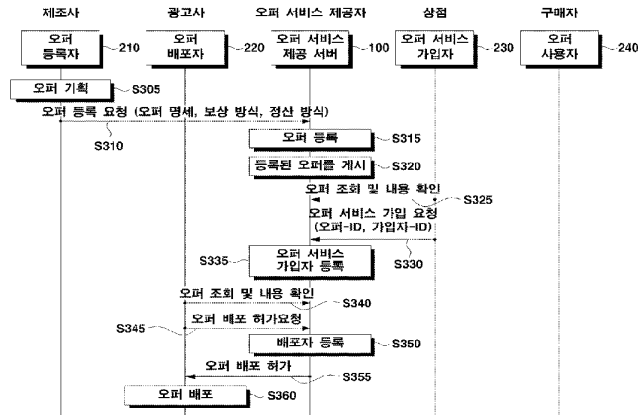 제조사 광고사 오퍼 서비스 제공자 상점 구매자
오퍼
등록자
210
오퍼
배포자
220
오퍼 서비스
제공 서버
100
오퍼 서비스
가입자
230
오퍼
사용자
240
오퍼 기획
S305
오퍼 등록 요청 (오퍼 명세, 보상 방식, 정산 방식)
S310
오퍼 등록
S315
등록된 오퍼를 게시
S320
오퍼 조회 및 내용 확인
S325
오퍼 서비스 가입 요청
(오퍼-ID, 가입자-ID)
S330
S335
오퍼 서비스
가입자 등록
오퍼 조회 및 내용 확인
S340
오퍼 배포 허가요청
S345
배포자 등록
S350
오퍼 배포 허가
S355
오퍼 배포
S360